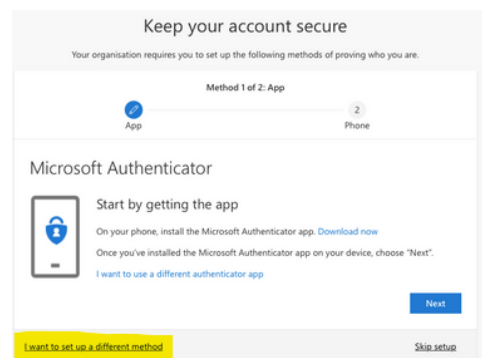 Keep your account secure
Your organisation requires you to set up the following methods of proving who you are.
Method 1 of 2: App
App
2
Phone
Microsoft Authenticator
Start by getting the app
On your phone, install the Microsoft Authenticator app. Download now
Once you've installed the Microsoft Authenticator app on your device, choose "Next".
I want to use a different authenticator app
Next
I want to set up a different method
Skip setup